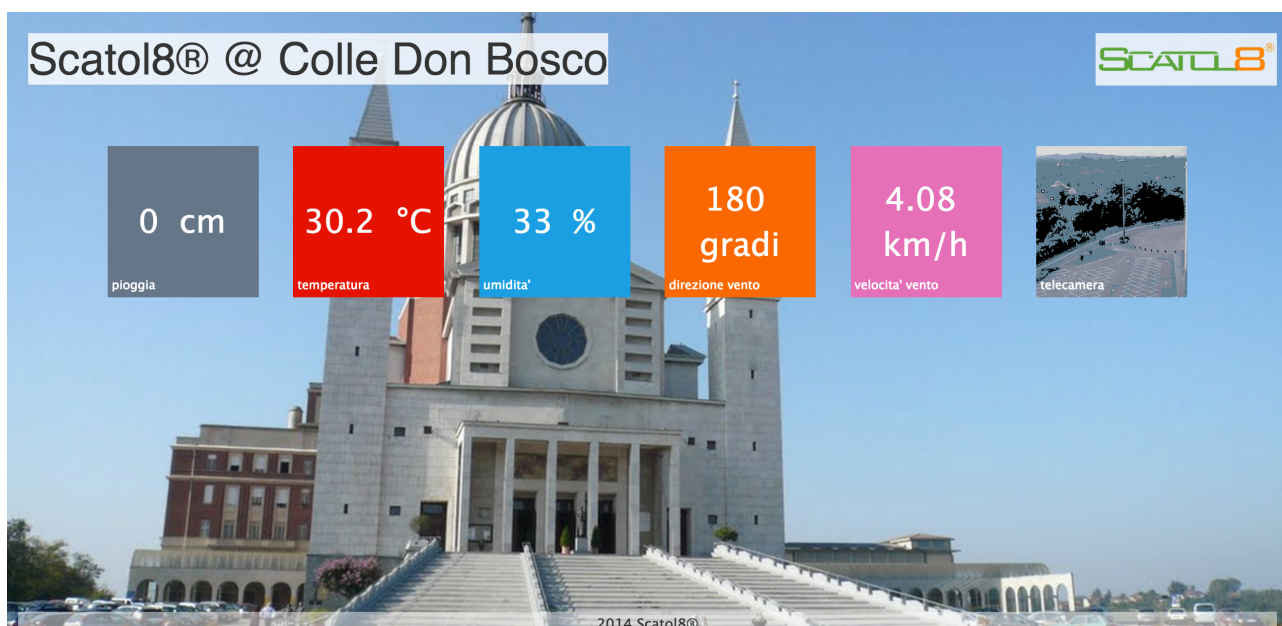 Scatol8® @ Colle Don Bosco
SCATOL8®
0 cm
pioggia
30.2 °C
temperatura
33 %
umidita'
180
gradi
direzione vento
4.08
km/h
velocita' vento
telecamera
2014 Scatol8®